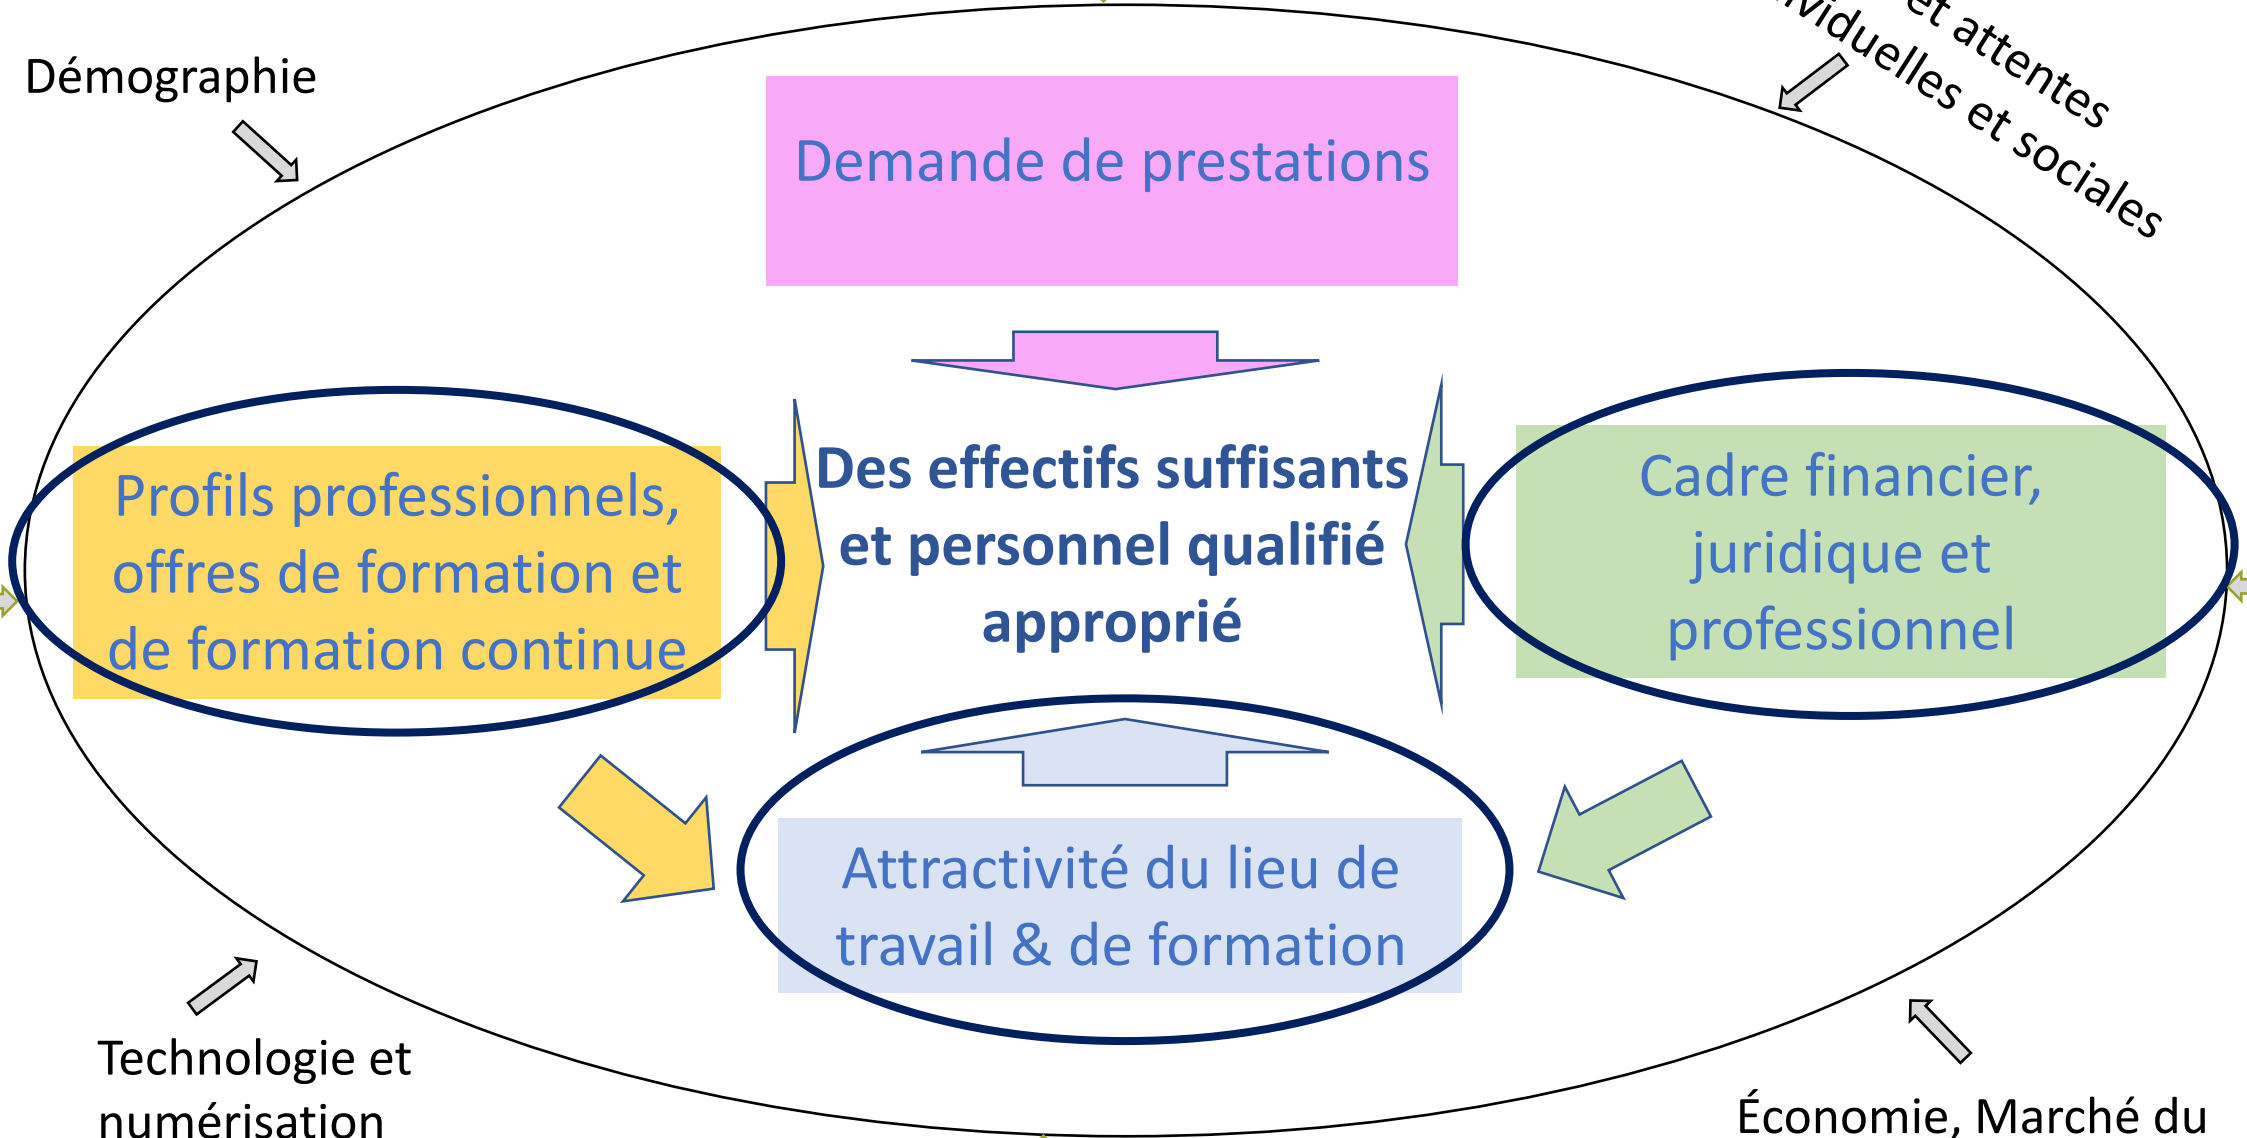 Démographie
et attentes
individuelles et sociales
Demande de prestations
Profils professionnels,
offres de formation et
de formation continue
Des effectifs suffisants
et personnel qualifié
approprié
Cadre financier,
juridique et
professionnel
Attractivité du lieu de
travail & de formation
Technologie et
numérisation
Économie, Marché du